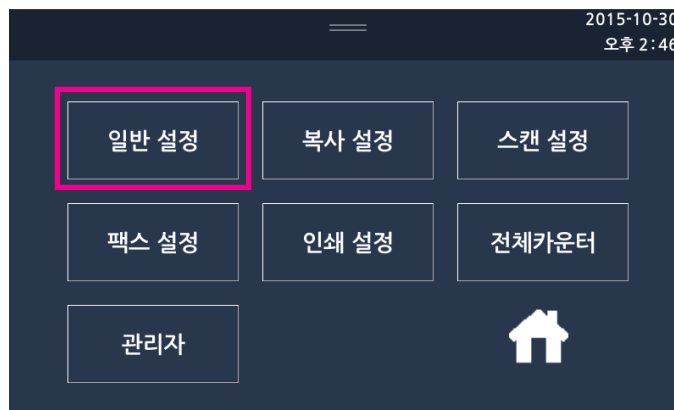 2015-10-30
오후 2:46
일반 설정 복사 설정 스캔 설정
팩스 설정 인쇄 설정 전체카운터
관리자